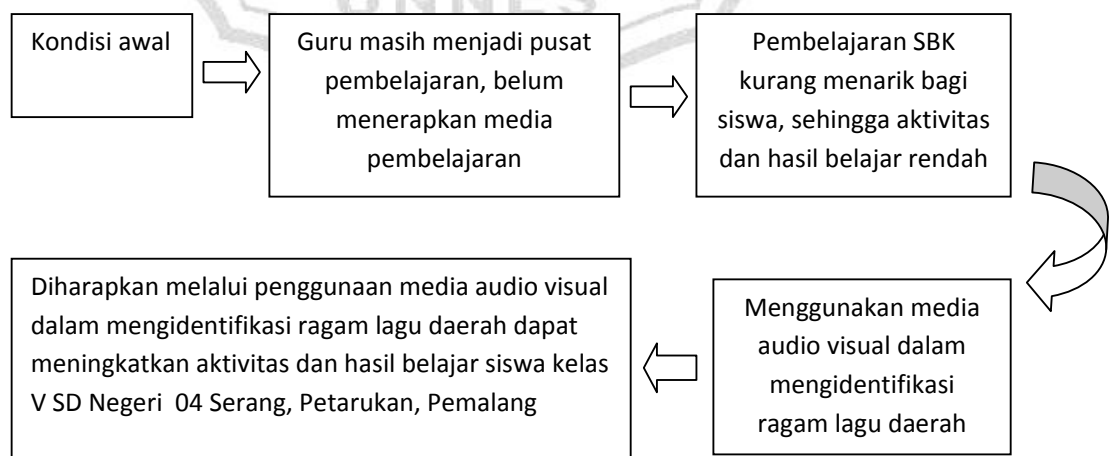 UNNES
Kondisi awal
Guru masih menjadi pusat
pembelajaran, belum
menerapkan media
pembelajaran
Pembelajaran SBK
kurang menarik bagi
siswa, sehingga aktivitas
dan hasil belajar rendah
Menggunakan media
audio visual dalam
mengidentifikasi
ragam lagu daerah
Diharapkan melalui penggunaan media audio visual
dalam mengidentifikasi ragam lagu daerah dapat
meningkatkan aktivitas dan hasil belajar siswa kelas
V SD Negeri 04 Serang, Petarukan, Pemalang